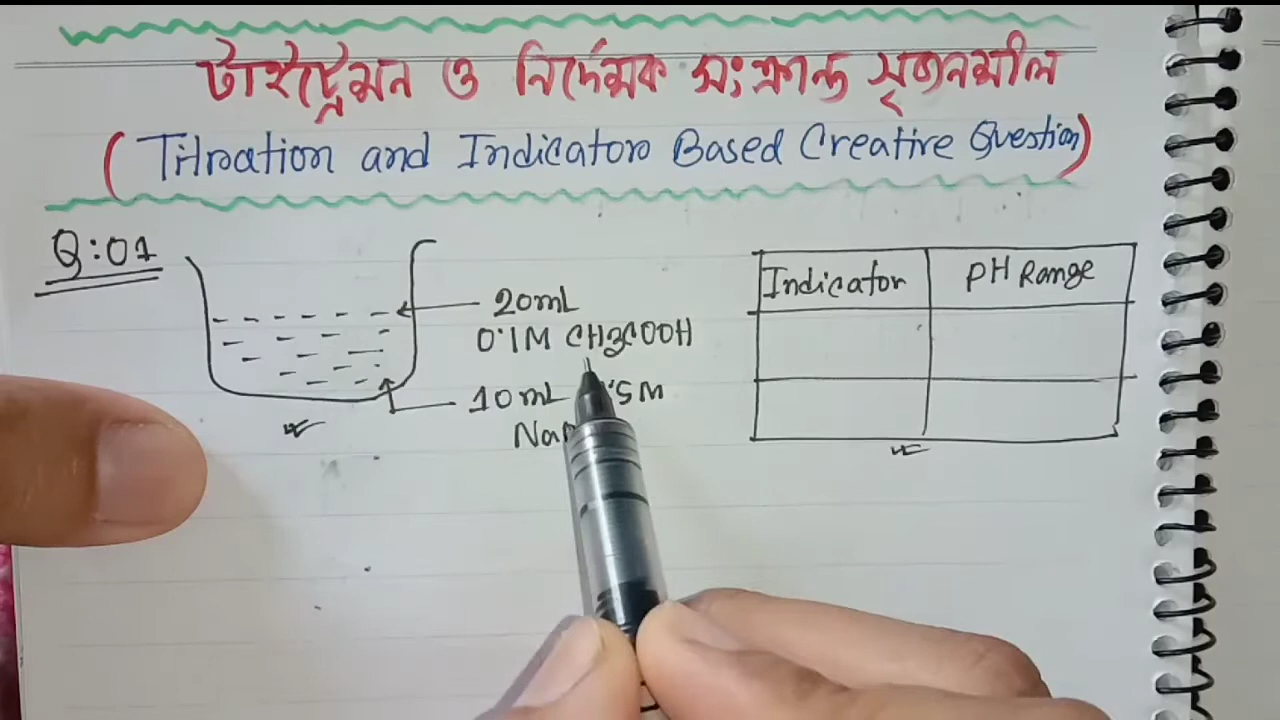 টাইট্রেশন ও নির্দেশক সংক্রান্ত সৃজনশীল
(Titration and Indicator Based Creative Question)
Q:01
20mL
0.1M CH3COOH
10mL
5 M
Indicator
PH Range